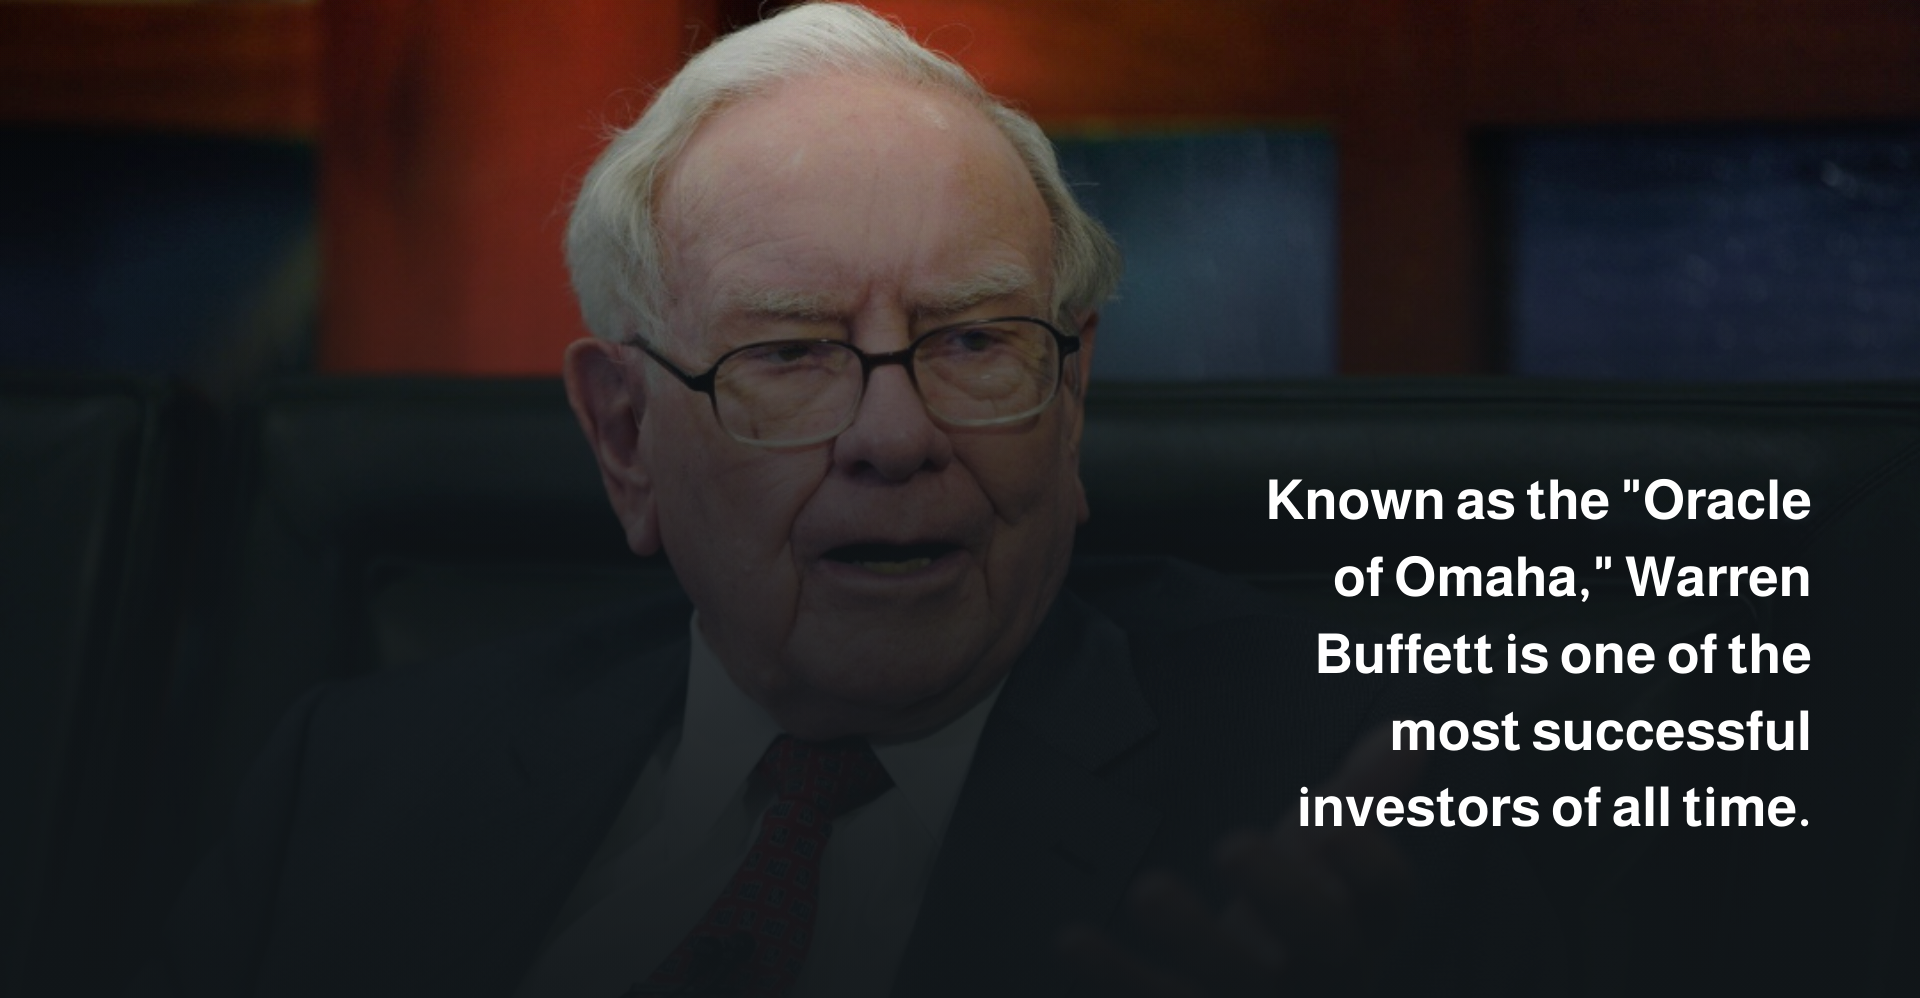 Known as the "Oracle
of Omaha," Warren
Buffett is one of the
most successful
investors of all time.